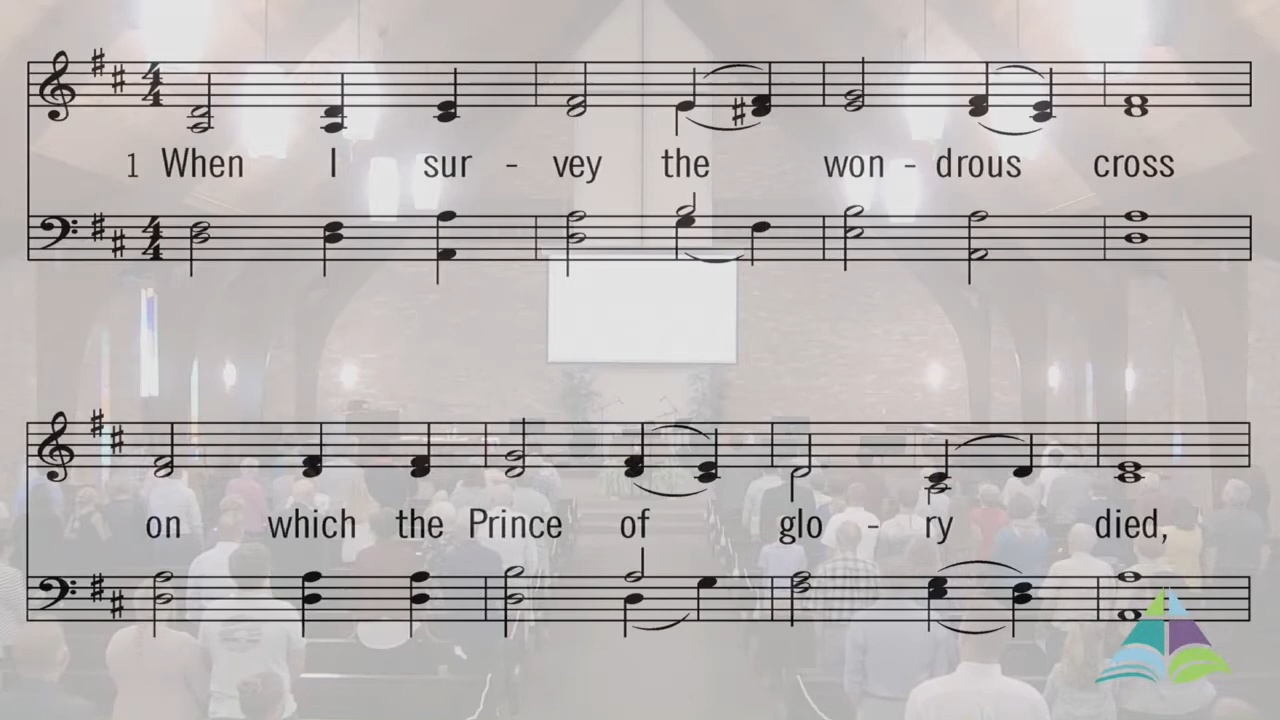 1 When I sur - vey the won - drous cross
on which the Prince of glo - ry died,